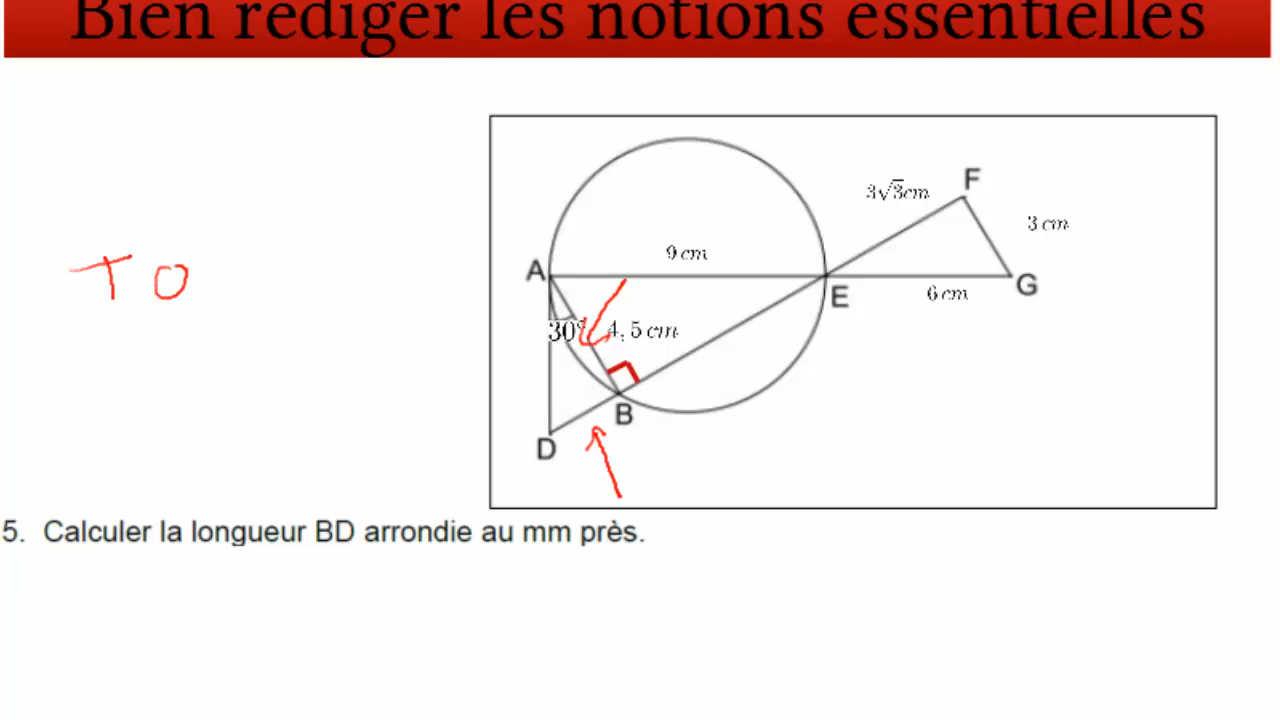 Bien rédiger les notions essentielles
F
3√3cm
3 cm
9 cm
A
E
G
6 cm
T O
30°
4, 5 cm
B
D
5. Calculer la longueur BD arrondie au mm près.